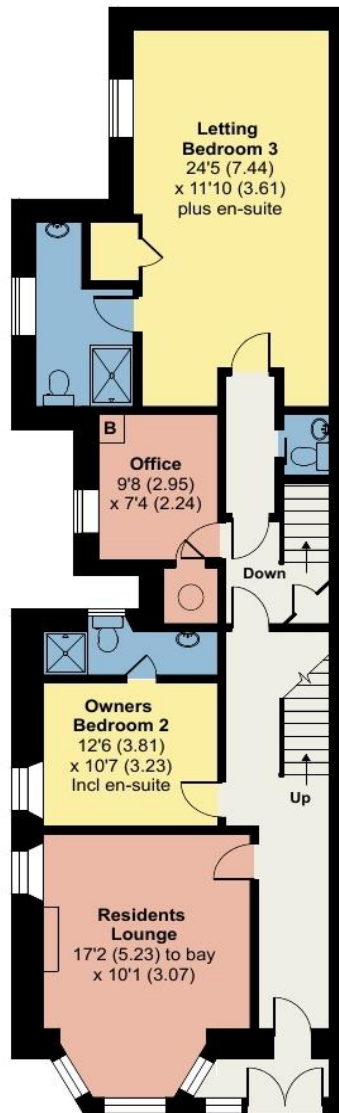 Letting
Bedroom 3
24'5 (7.44)
x 11'10 (3.61)
plus en-suite
B
Office
9'8 (2.95)
x 7'4 (2.24)
Down
Owners
Bedroom 2
12'6 (3.81)
x 10'7 (3.23)
Incl en-suite
Up
Residents
Lounge
17'2 (5.23) to bay
x 10'1 (3.07)